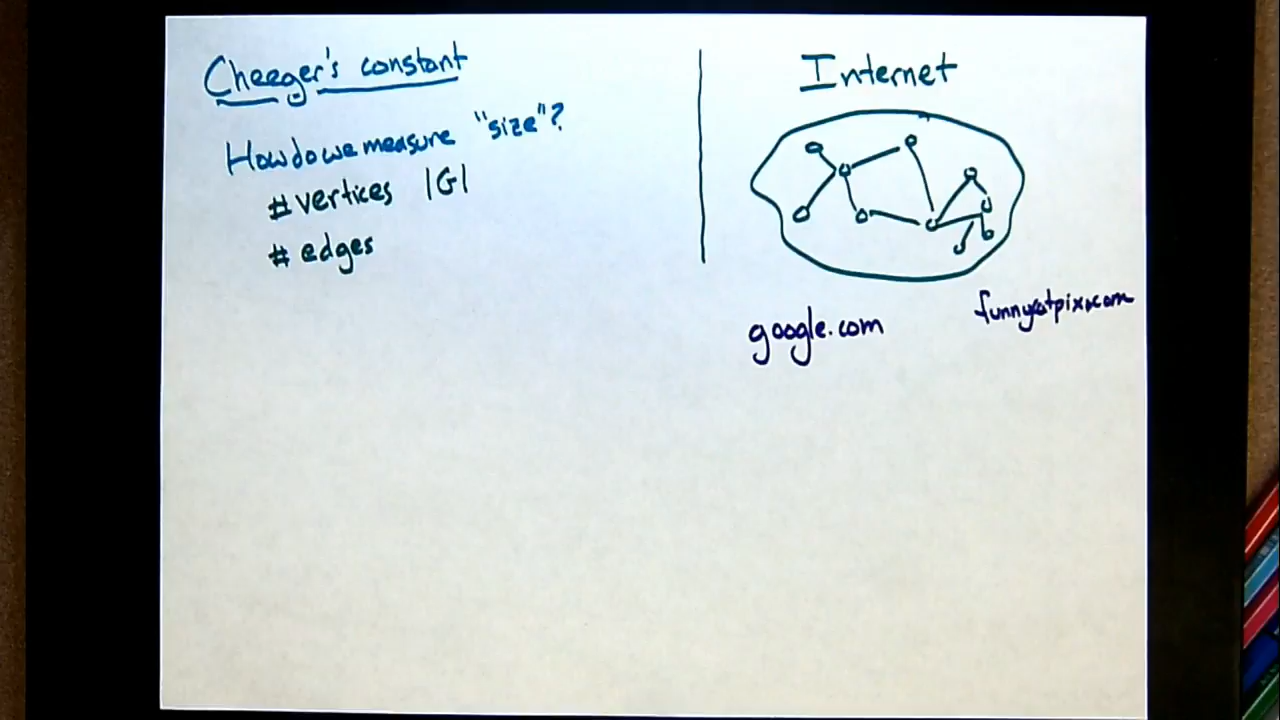 Cheeger's constant
How do we measure "size"?
# vertices |G|
# edges
Internet
google.com
funnycatpix.com